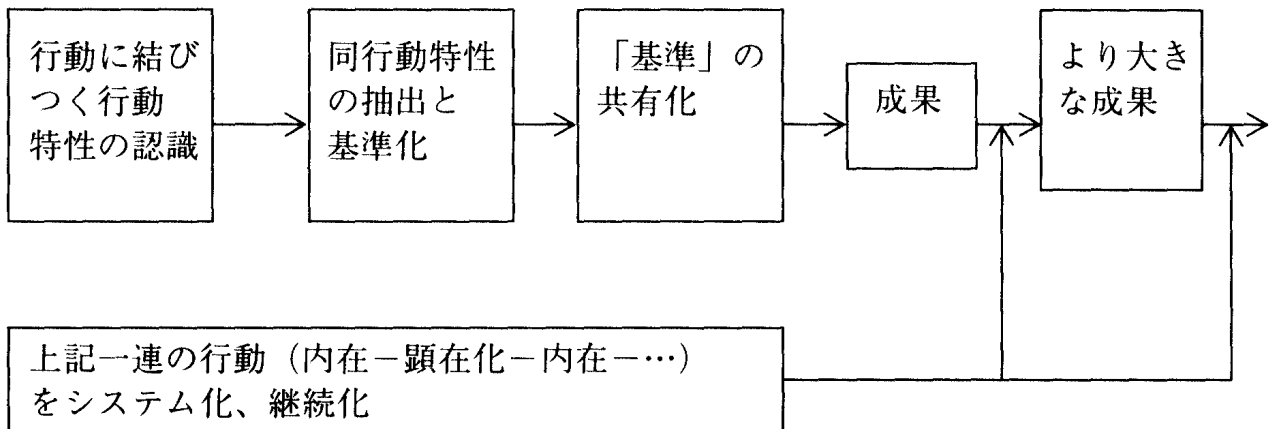 行動に結び
つく行動
特性の認識
同行動特性
の抽出と
基準化
「基準」の
共有化
成果
より大き
な成果
上記一連の行動（内在－顕在化－内在－…）
をシステム化、継続化